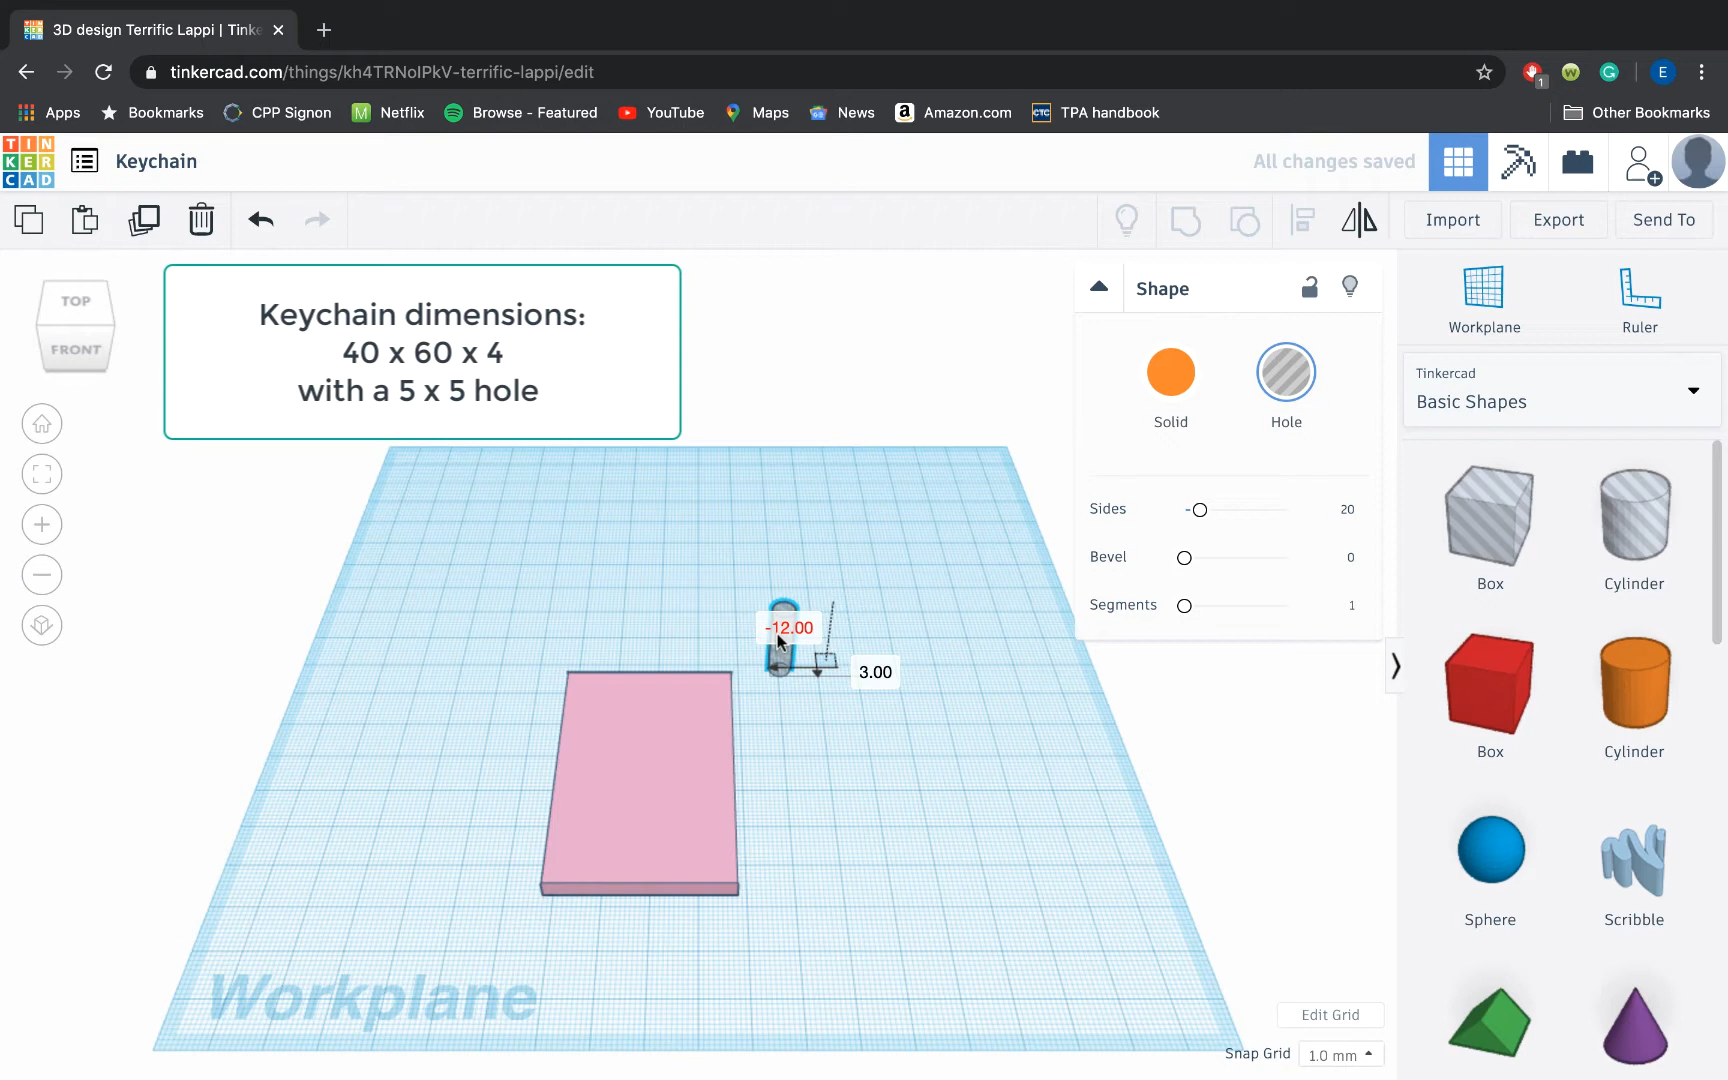 3D design Terrific Lappi | Tinke
tinkercad.com/things/kh4TRNoIPkV-terrific-lappi/edit
1
E
Apps
Bookmarks
CPP Signon
M
Netflix
Browse - Featured
YouTube
Maps
News
a
Amazon.com
CTC
TPA handbook
Other Bookmarks
TIN
KER
CAD
Keychain
All changes saved
Import
Export
Send To
TOP
FRONT
Keychain dimensions:
40 x 60 x 4
with a 5 x 5 hole
Shape
Solid
Hole
Sides
20
Bevel
0
Segments
1
-12.00
3.00
Workplane
Edit Grid
Snap Grid
1.0 mm
Workplane
Ruler
Tinkercad
Basic Shapes
Box
Cylinder
Box
Cylinder
Sphere
Scribble